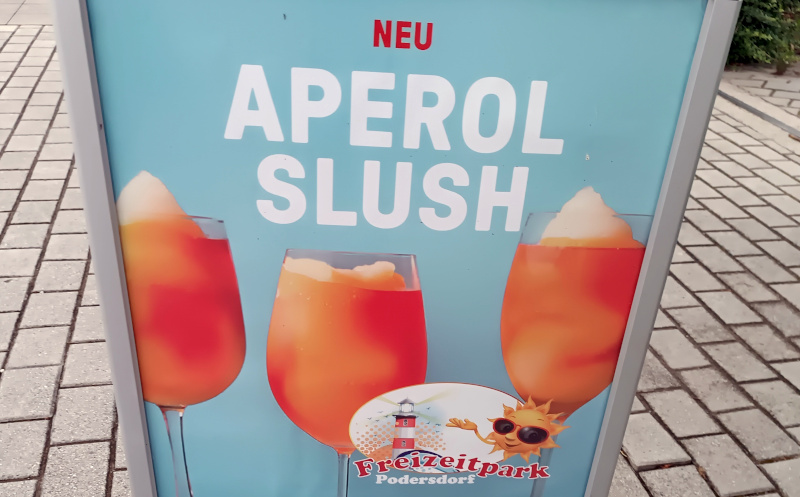 NEU
APEROL
SLUSH
Freizeitpark
Podersdorf